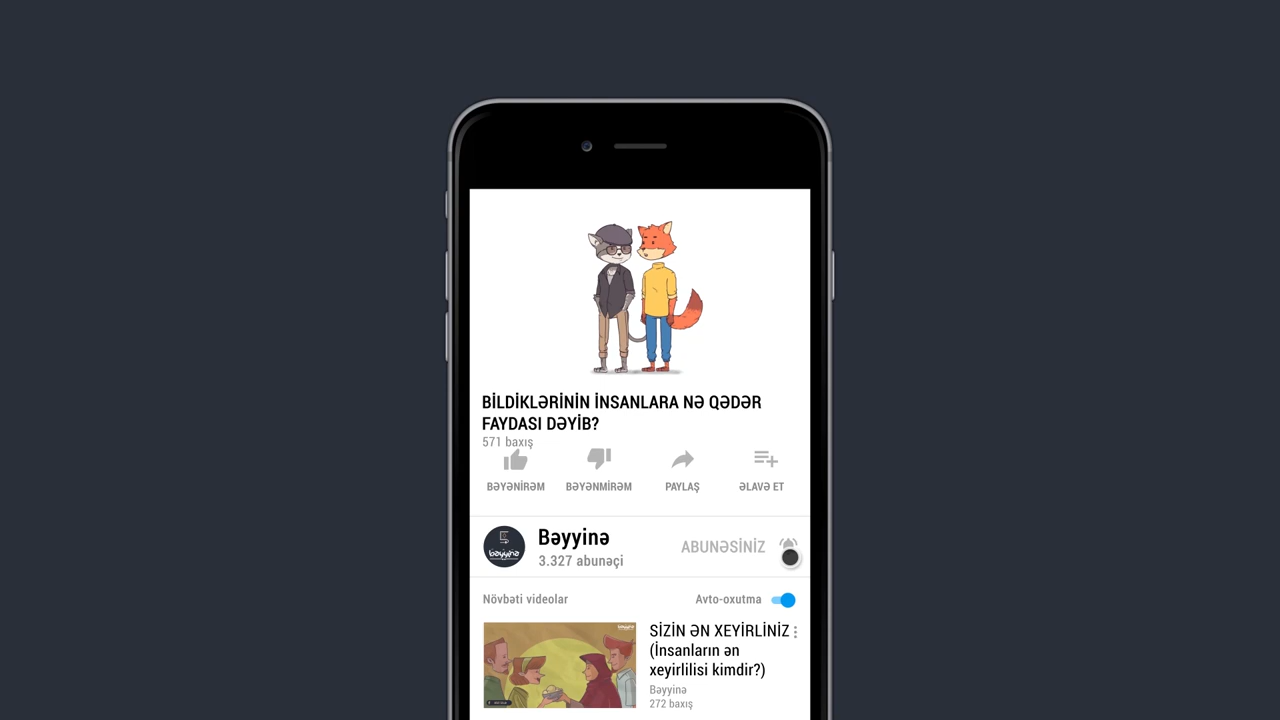 BİLDİKLƏRİNİN İNSANLARA NƏ QƏDƏR
FAYDASI DƏYİB?
571 baxış
BƏYƏNİRƏM
BƏYƏNMİRƏM
PAYLAŞ
ƏLAVƏ ET
bəyyinə
Bəyyinə
3.327 abunəçi
ABUNƏSİNİZ
Növbəti videolar
Avto-oxutma
SİZİN ƏN XEYİRLİNİZ
(İnsanların ən
xeyirlilisi kimdir?)
Bəyyinə
272 baxış